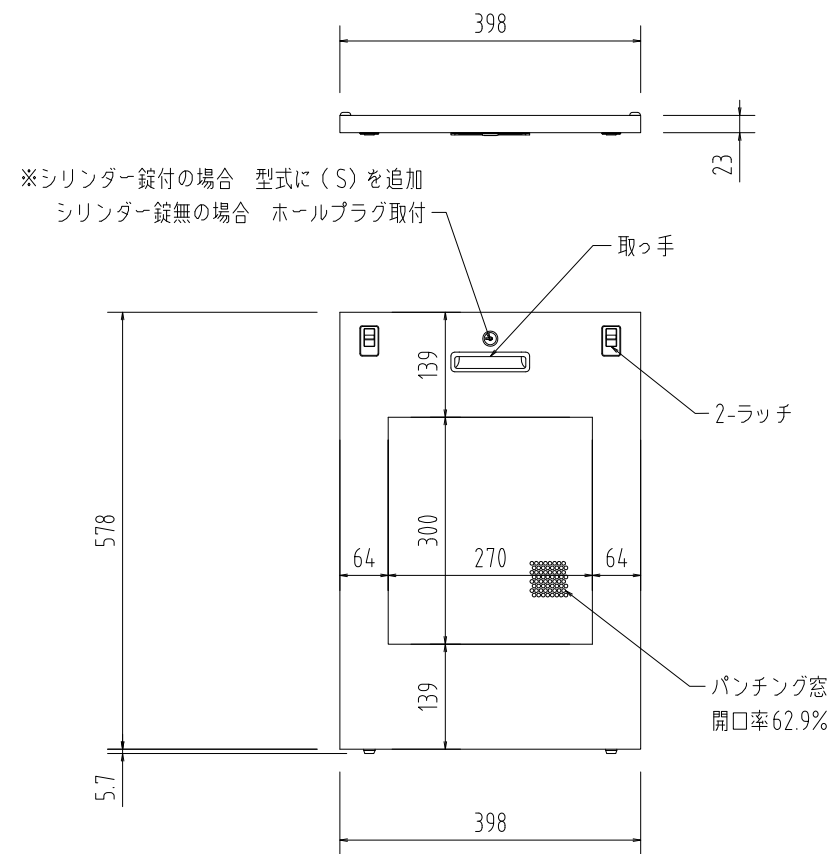 398
23
※シリンダー錠付の場合 型式に(S)を追加
シリンダー錠無の場合 ホールプラグ取付
取っ手
139
2-ラッチ
578
300
64
270
64
パンチング窓
開口率62.9%
139
5.7
398